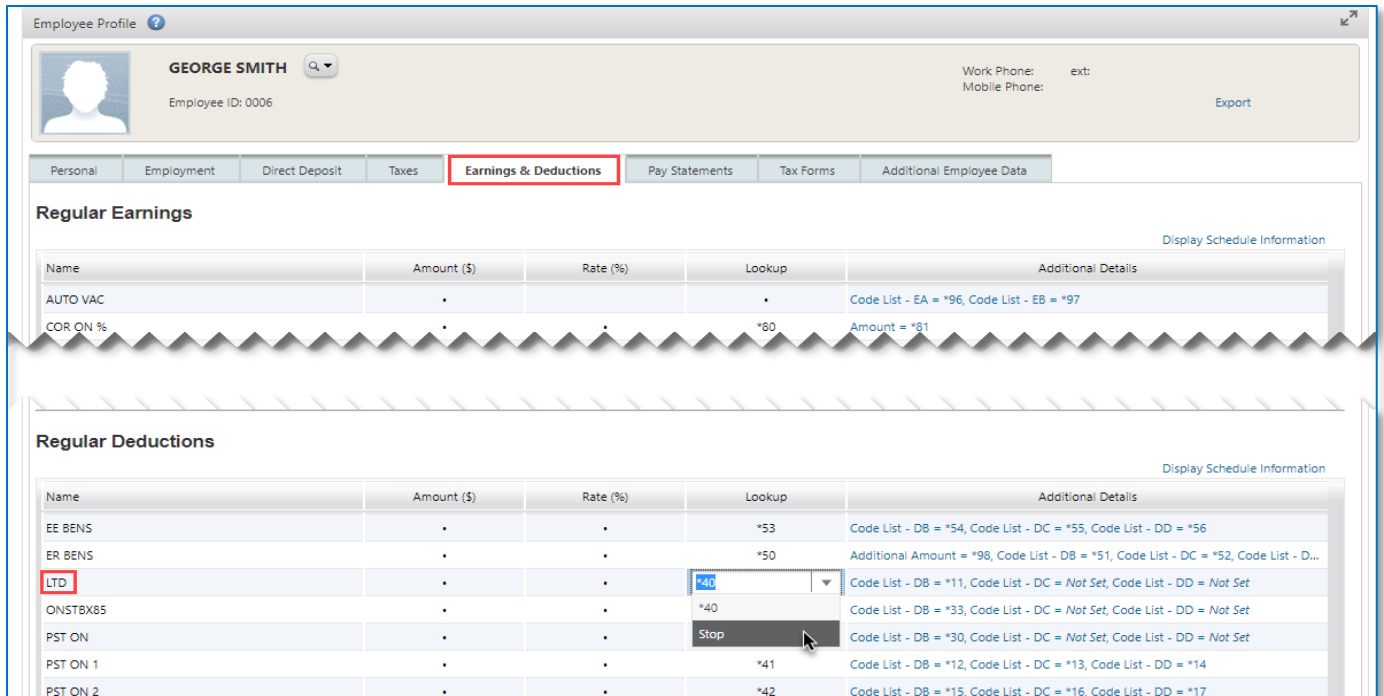 Employee Profile ?
GEORGE SMITH
Work Phone: ext:
Mobile Phone:
Employee ID: 0006
Export
Personal Employment Direct Deposit Taxes Earnings & Deductions Pay Statements Tax Forms Additional Employee Data
Regular Earnings
Display Schedule Information
Name Amount ($) Rate (%) Lookup Additional Details
AUTO VAC • • • Code List - EA = *96, Code List - EB = *97
COR ON % • • *80 Amount = *81
Regular Deductions
Display Schedule Information
Name Amount ($) Rate (%) Lookup Additional Details
EE BENS • • *53 Code List - DB = *54, Code List - DC = *55, Code List - DD = *56
ER BENS • • *50 Additional Amount = *98, Code List - DB = *51, Code List - DC = *52, Code List - D...
LTD • • *40 Code List - DB = *11, Code List - DC = Not Set, Code List - DD = Not Set
ONSTBX85 • • *40 Code List - DB = *33, Code List - DC = Not Set, Code List - DD = Not Set
PST ON • • Stop Code List - DB = *30, Code List - DC = Not Set, Code List - DD = Not Set
PST ON 1 • • *41 Code List - DB = *12, Code List - DC = *13, Code List - DD = *14
PST ON 2 • • *42 Code List - DB = *15, Code List - DC = *16, Code List - DD = *17